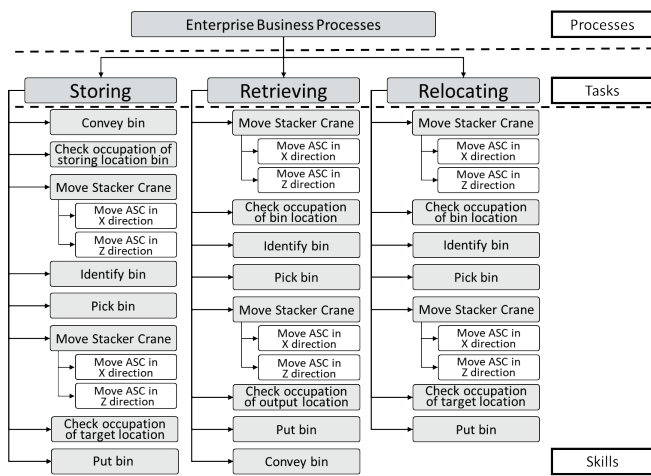 Enterprise Business Processes
Processes
Storing
Retrieving
Relocating
Tasks
Convey bin
Check occupation of
storing location bin
Move Stacker Crane
Move ASC in
X direction
Move ASC in
Z direction
Identify bin
Pick bin
Move Stacker Crane
Move ASC in
X direction
Move ASC in
Z direction
Check occupation
of target location
Put bin
Move Stacker Crane
Move ASC in
X direction
Move ASC in
Z direction
Check occupation
of bin location
Identify bin
Pick bin
Move Stacker Crane
Move ASC in
X direction
Move ASC in
Z direction
Check occupation
of output location
Put bin
Convey bin
Move Stacker Crane
Move ASC in
X direction
Move ASC in
Z direction
Check occupation
of bin location
Identify bin
Pick bin
Move Stacker Crane
Move ASC in
X direction
Move ASC in
Z direction
Check occupation
of target location
Put bin
Skills